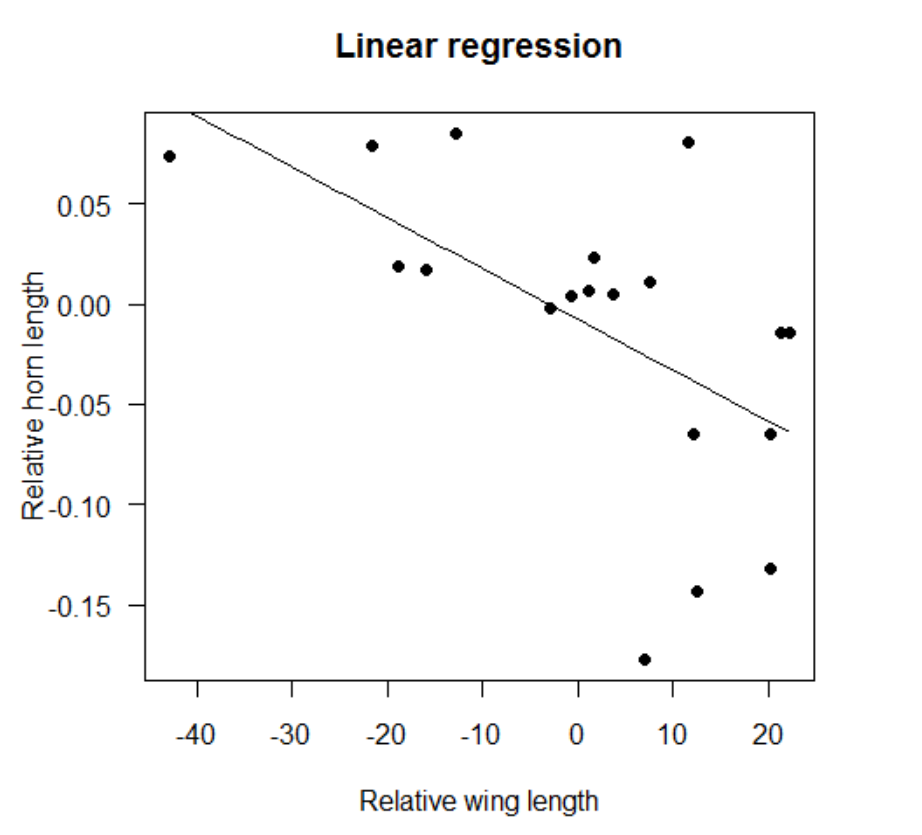 Linear regression
Relative horn length
0.05
0.00
-0.05
-0.10
-0.15
-40 -30 -20 -10 0 10 20
Relative wing length